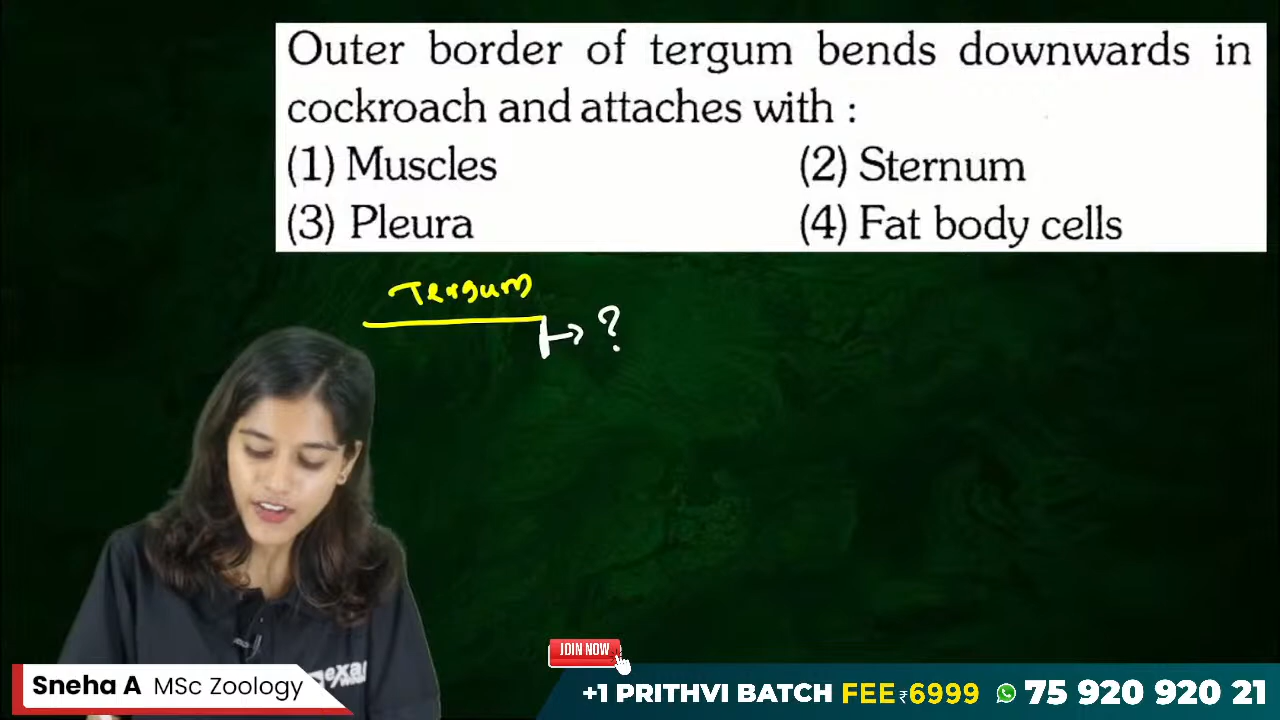 Outer border of tergum bends downwards in
cockroach and attaches with :
(1) Muscles (2) Sternum
(3) Pleura (4) Fat body cells
Tergum
?
JOIN NOW
Sneha A MSc Zoology
+1 PRITHVI BATCH FEE ₹6999 75 920 920 21